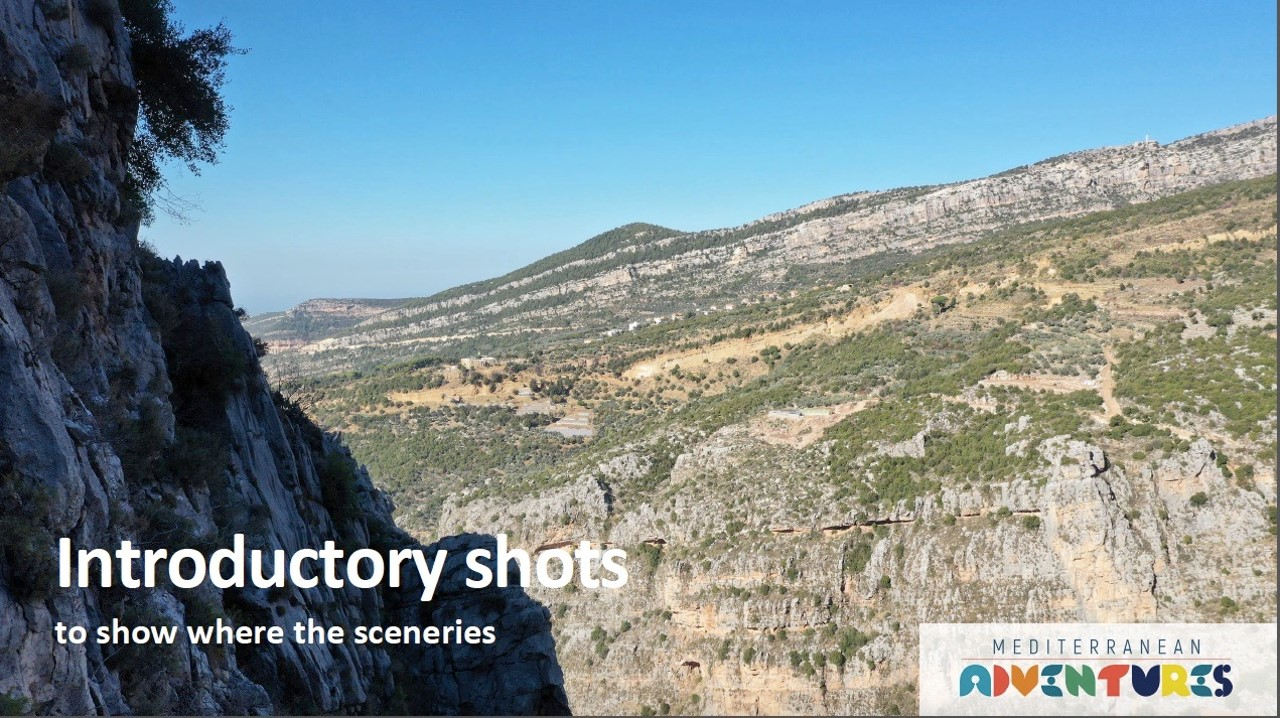 Introductory shots
to show where the sceneries
MEDITERRANEAN
ADVENTURES